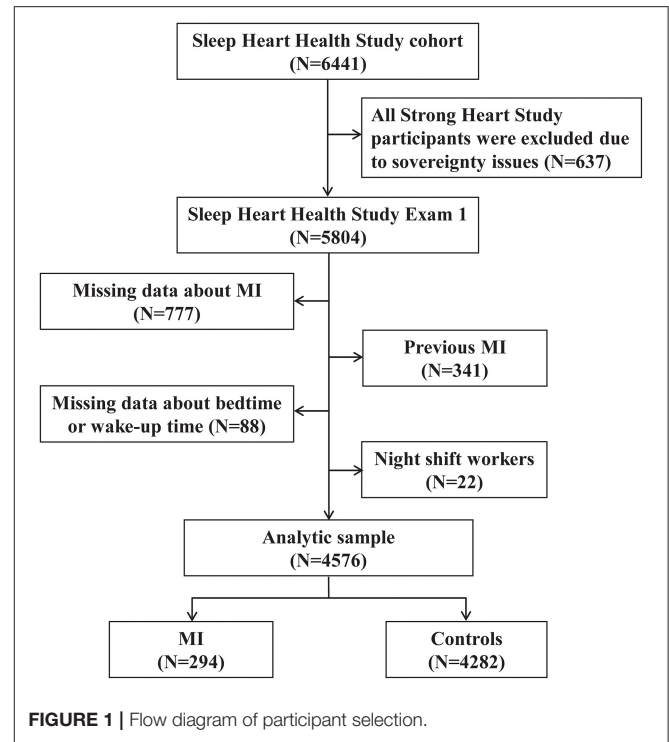 Sleep Heart Health Study cohort
(N=6441)
All Strong Heart Study
participants were excluded due
to sovereignty issues (N=637)
Sleep Heart Health Study Exam 1
(N=5804)
Missing data about MI
(N=777)
Previous MI
(N=341)
Missing data about bedtime
or wake-up time (N=88)
Night shift workers
(N=22)
Analytic sample
(N=4576)
MI
(N=294)
Controls
(N=4282)
FIGURE 1 | Flow diagram of participant selection.